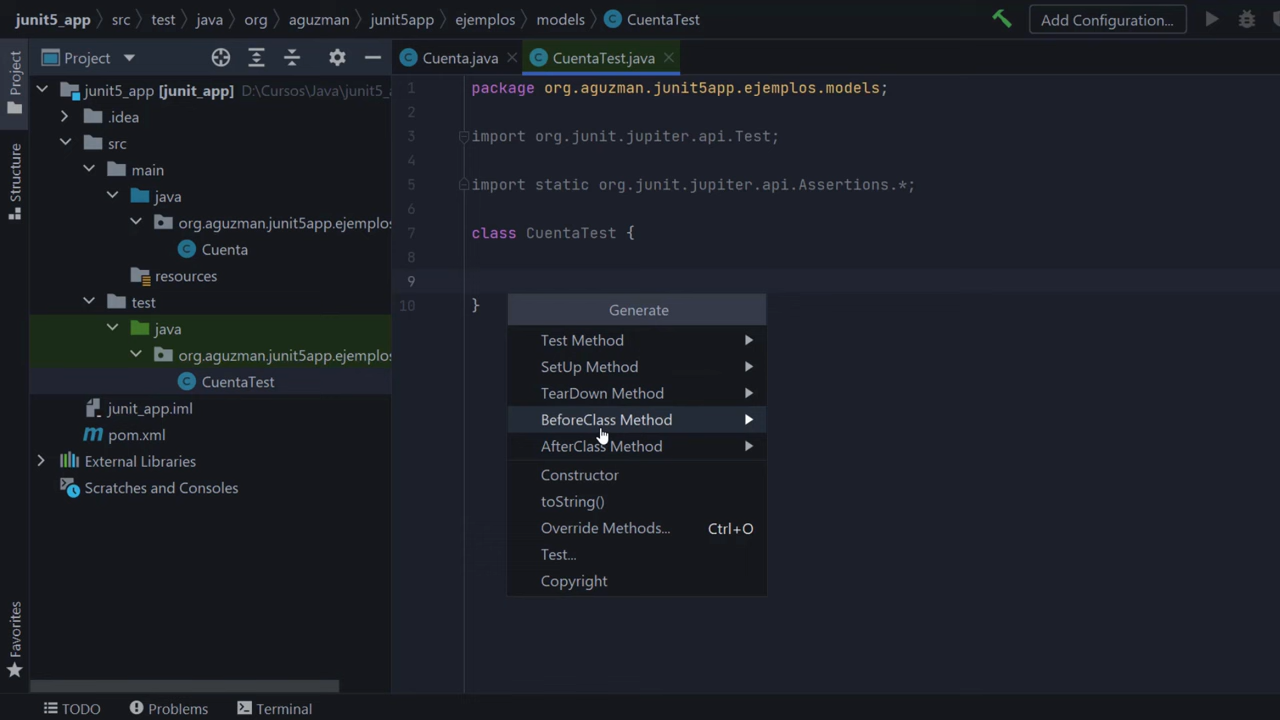 junit5_app src test java org aguzman junit5app ejemplos models CuentaTest Add Configuration...
Project
Cuenta.java CuentaTest.java
Project
Structure
Favorites
junit5_app [junit_app] D:\Cursos\Java\junit5_
.idea
src
main
java
org.aguzman.junit5app.ejemplos
Cuenta
resources
test
java
org.aguzman.junit5app.ejemplos
CuentaTest
junit_app.iml
pom.xml
External Libraries
Scratches and Consoles
1 package org.aguzman.junit5app.ejemplos.models;
2
3 import org.junit.jupiter.api.Test;
4
5 import static org.junit.jupiter.api.Assertions.*;
6
7 class CuentaTest {
8
9
10 }
Generate
Test Method
SetUp Method
TearDown Method
BeforeClass Method
AfterClass Method
Constructor
toString()
Override Methods... Ctrl+O
Test...
Copyright
TODO Problems Terminal